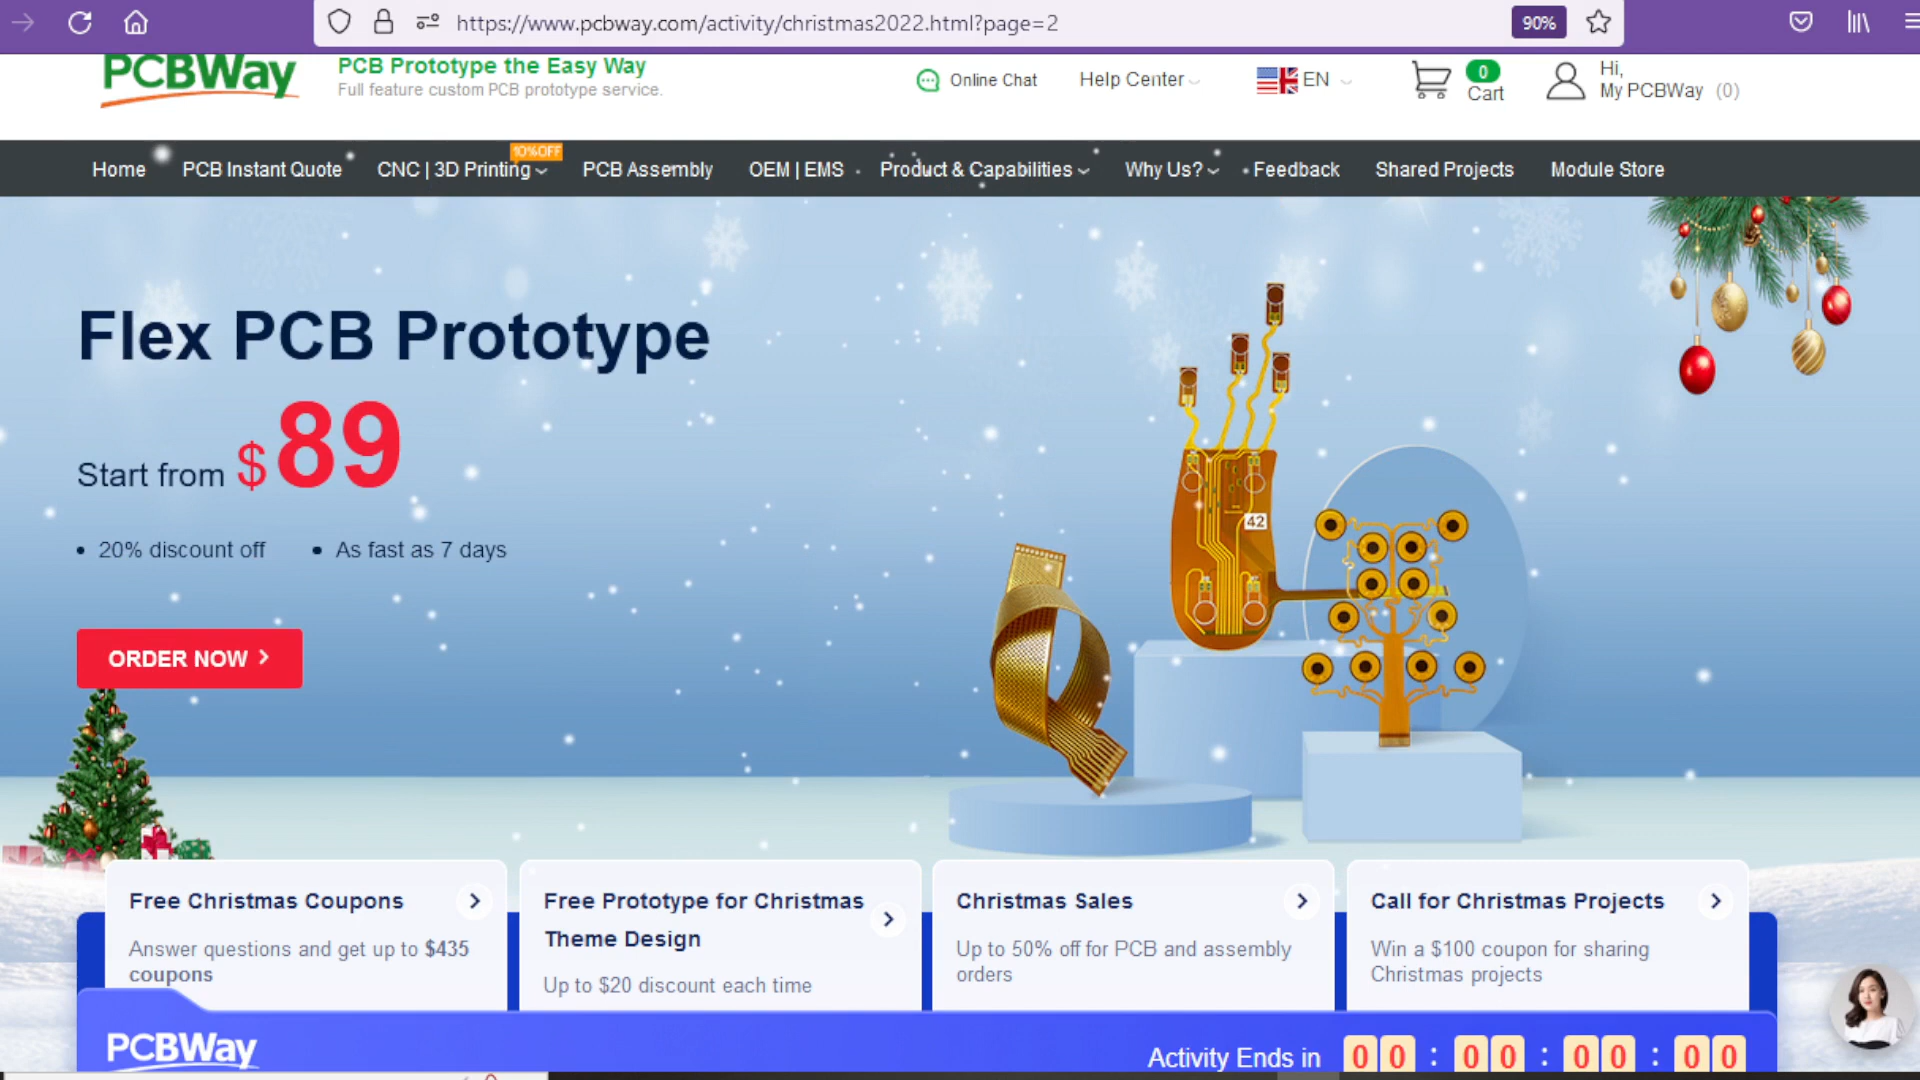 https://www.pcbway.com/activity/christmas2022.html?page=2
90%
PCBWay
PCB Prototype the Easy Way
Full feature custom PCB prototype service.
Online Chat
Help Center
EN
0
Cart
Hi,
My PCBWay (0)
10%OFF
Home
PCB Instant Quote
CNC | 3D Printing
PCB Assembly
OEM | EMS
Product & Capabilities
Why Us?
Feedback
Shared Projects
Module Store
Flex PCB Prototype
Start from $89
• 20% discount off
• As fast as 7 days
42
ORDER NOW
Free Christmas Coupons
Answer questions and get up to $435
coupons
Free Prototype for Christmas
Theme Design
Up to $20 discount each time
Christmas Sales
Up to 50% off for PCB and assembly
orders
Call for Christmas Projects
Win a $100 coupon for sharing
Christmas projects
PCBWay
Activity Ends in 00 : 00 : 00 : 00